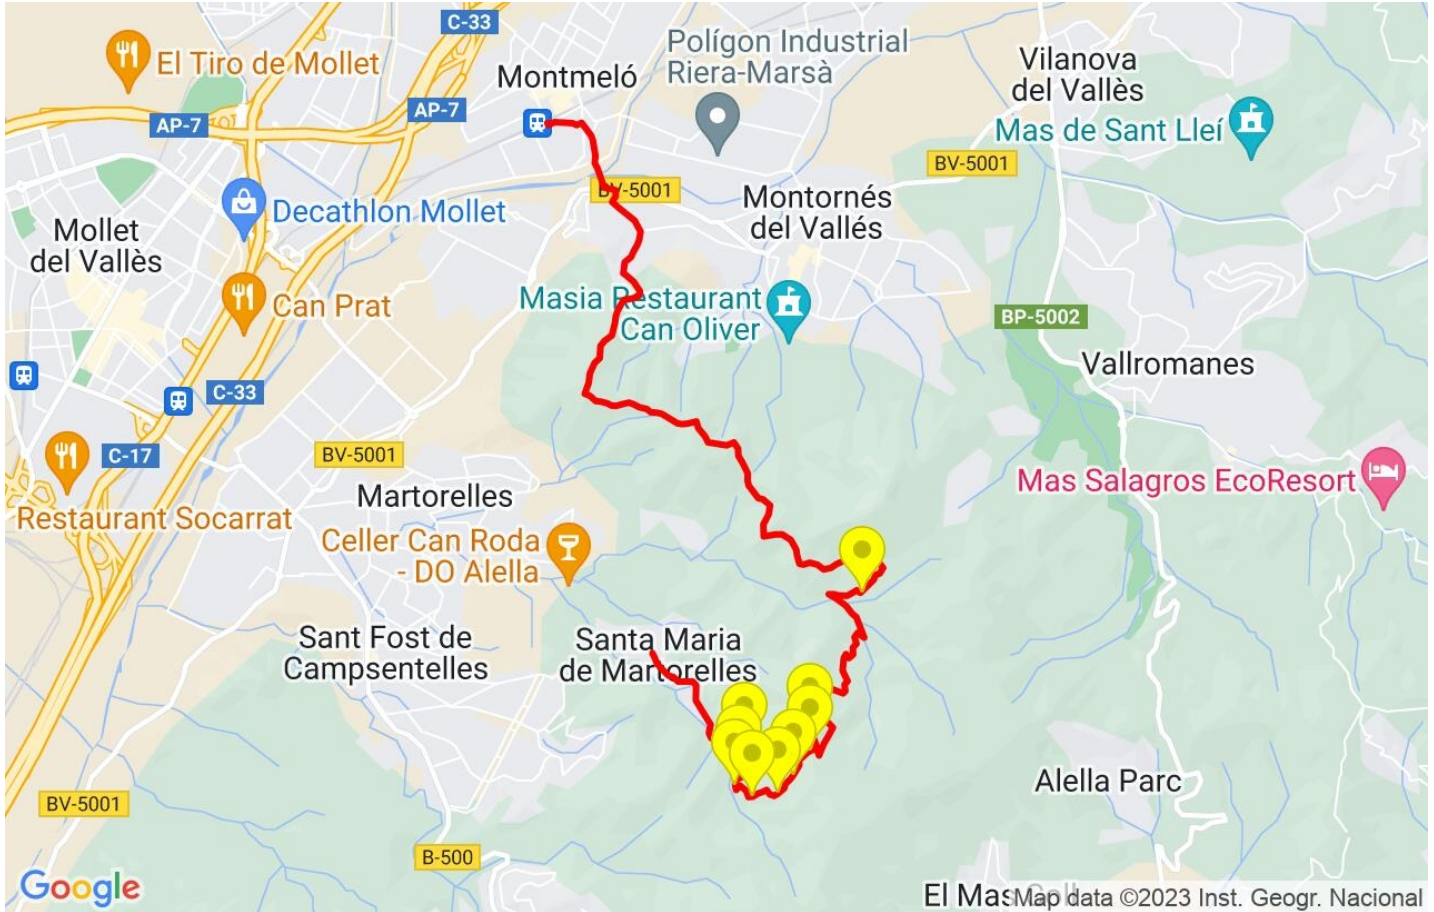 C-33
Polígon Industrial
Riera-Marsà
Vilanova
del Vallès
El Tiro de Mollet
Montmeló
AP-7
AP-7
Mas de Sant Lleí
BV-5001
BV-5001
Montornés
del Vallés
Decathlon Mollet
Mollet
del Vallès
Can Prat
Masia Restaurant
Can Oliver
BP-5002
Vallromanes
C-33
C-17
BV-5001
Mas Salagros EcoResort
Martorelles
Restaurant Socarrat
Celler Can Roda
- DO Alella
Sant Fost de
Campsentelles
Santa Maria
de Martorelles
Alella Parc
BV-5001
B-500
Google
El Mas
Map data ©2023 Inst. Geogr. Nacional